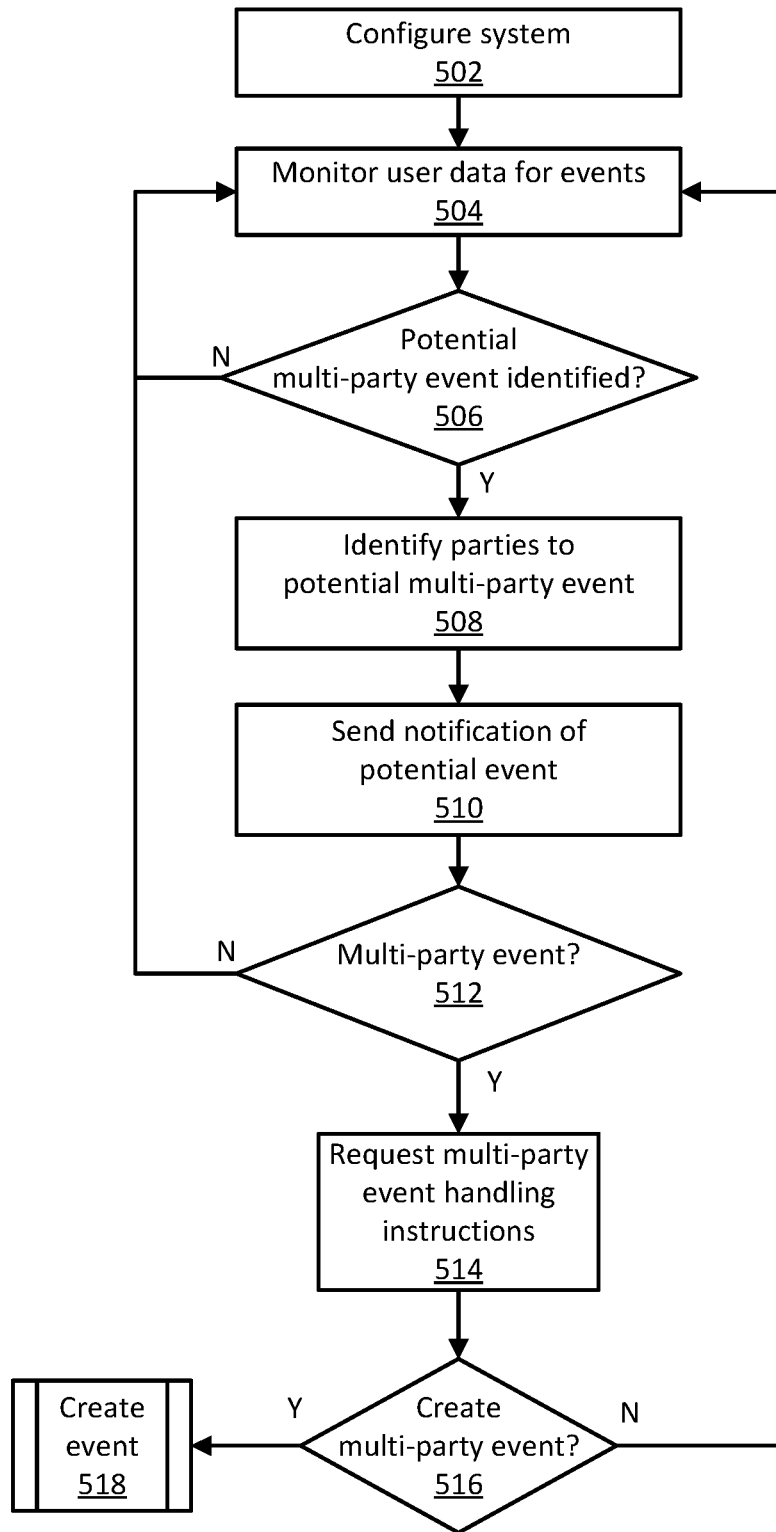 Configure system
502
Monitor user data for events
504
N
Potential
multi-party event identified?
506
Y
Identify parties to
potential multi-party event
508
Send notification of
potential event
510
N
Multi-party event?
512
Y
Request multi-party
event handling
instructions
514
Create
event
518
Y
Create
multi-party event?
516
N